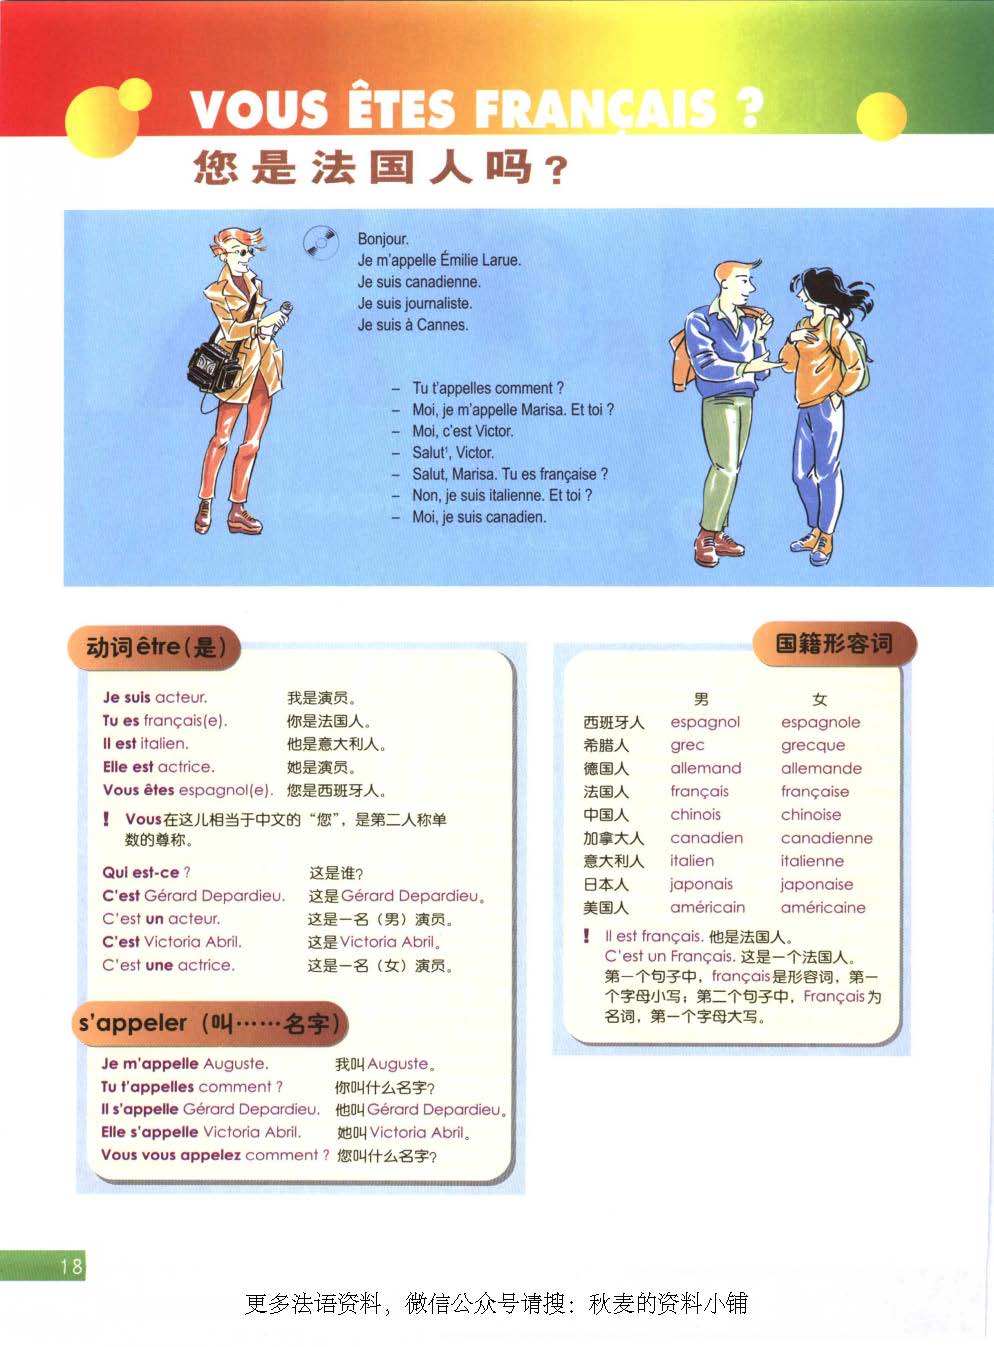 VOUS ÊTES FRANÇAIS ?
您是法国人吗？
Bonjour.
Je m'appelle Émilie Larue.
Je suis canadienne.
Je suis journaliste.
Je suis à Cannes.
– Tu t'appelles comment ?
– Moi, je m'appelle Marisa. Et toi ?
– Moi, c'est Victor.
– Salut¹, Victor.
– Salut, Marisa. Tu es française ?
– Non, je suis italienne. Et toi ?
– Moi, je suis canadien.
动词être(是)
Je suis acteur. 我是演员。
Tu es français(e). 你是法国人。
Il est italien. 他是意大利人。
Elle est actrice. 她是演员。
Vous êtes espagnol(e). 您是西班牙人。
! Vous在这儿相当于中文的“您”，是第二人称单
数的尊称。
Qui est-ce ? 这是谁?
C'est Gérard Depardieu. 这是Gérard Depardieu。
C'est un acteur. 这是一名（男）演员。
C'est Victoria Abril. 这是Victoria Abril。
C'est une actrice. 这是一名（女）演员。
s'appeler (叫……名字)
Je m'appelle Auguste. 我叫Auguste。
Tu t'appelles comment ? 你叫什么名字?
Il s'appelle Gérard Depardieu. 他叫Gérard Depardieu。
Elle s'appelle Victoria Abril. 她叫Victoria Abril。
Vous vous appelez comment ? 您叫什么名字?
国籍形容词
男 女
西班牙人 espagnol espagnole
希腊人 grec grecque
德国人 allemand allemande
法国人 français française
中国人 chinois chinoise
加拿大人 canadien canadienne
意大利人 italien italienne
日本人 japonais japonaise
美国人 américain américaine
! Il est français. 他是法国人。
C'est un Français. 这是一个法国人。
第一个句子中，français是形容词，第一
个字母小写；第二个句子中，Français为
名词，第一个字母大写。
18
更多法语资料，微信公众号请搜：秋麦的资料小铺